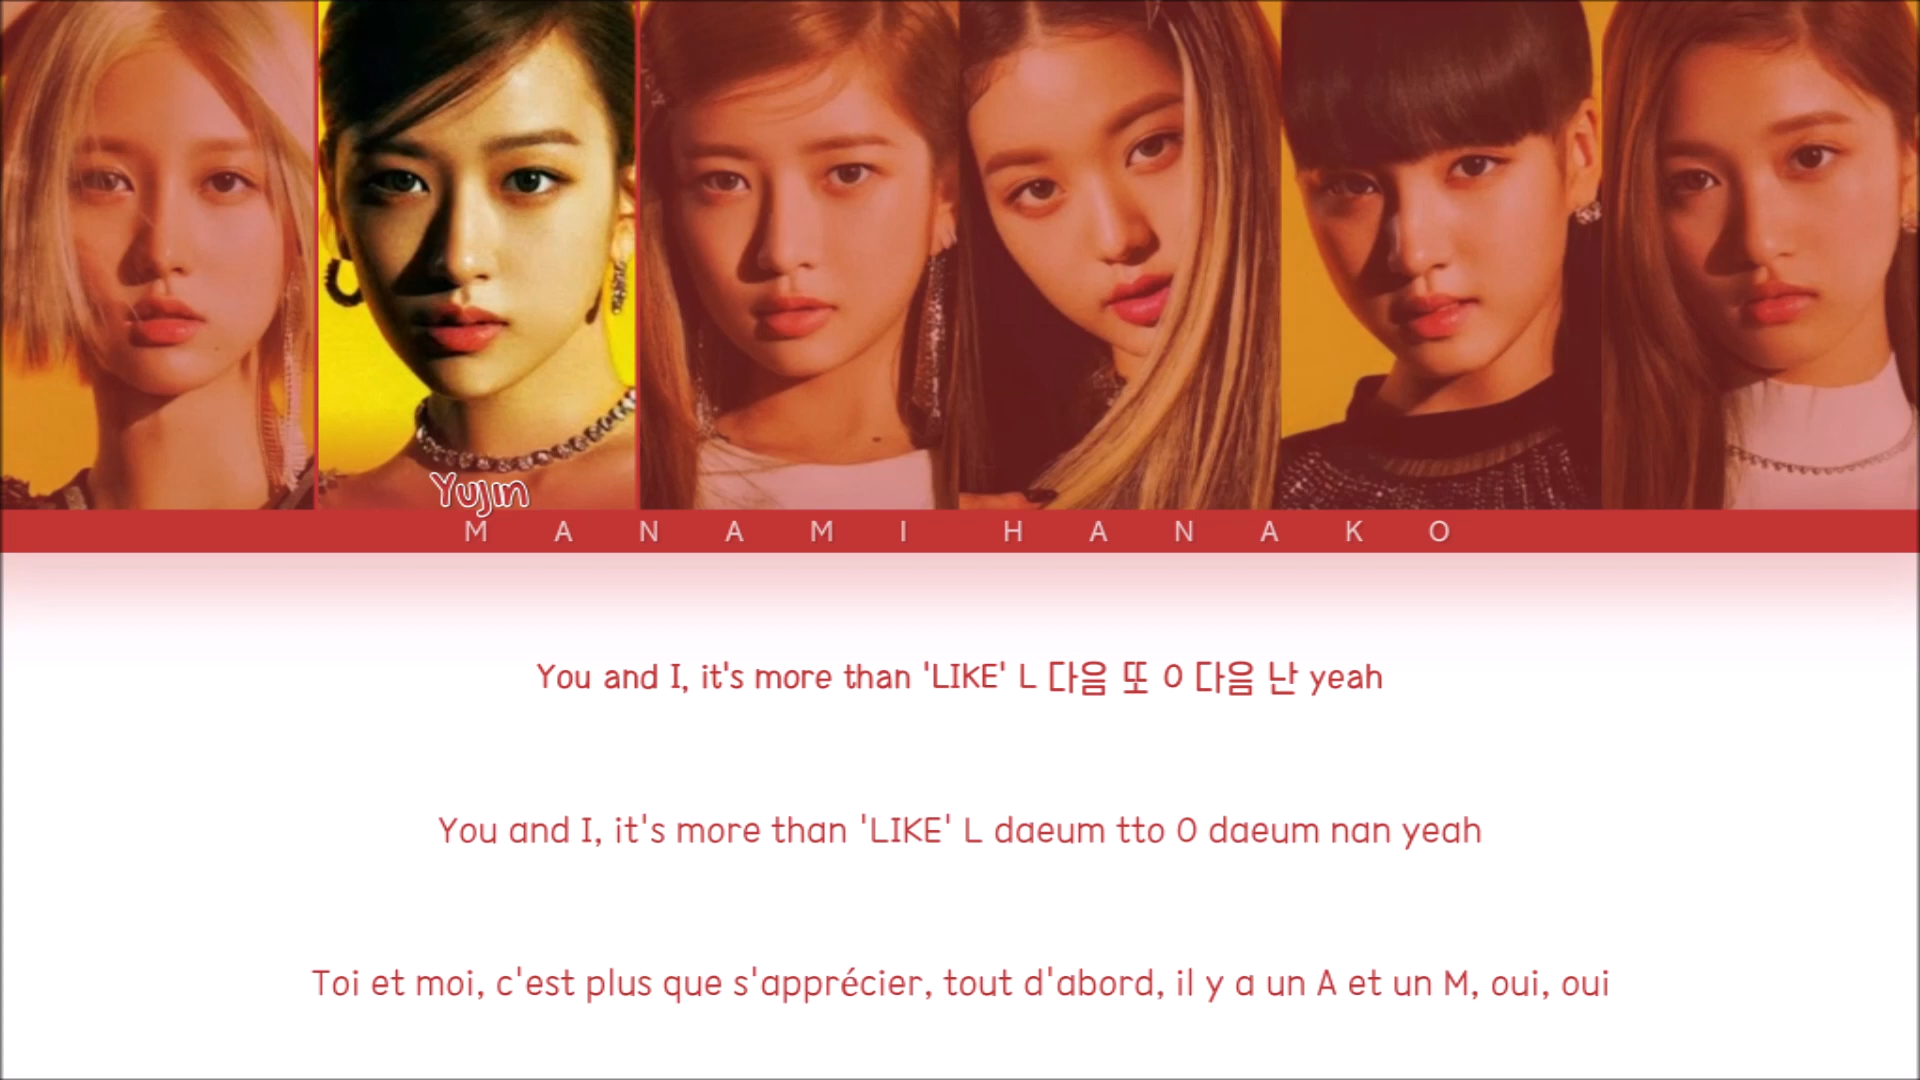 Yujin
M A N A M I H A N A K O
You and I, it's more than 'LIKE' L 다음 또 O 다음 난 yeah
You and I, it's more than 'LIKE' L daeum tto O daeum nan yeah
Toi et moi, c'est plus que s'apprécier, tout d'abord, il y a un A et un M, oui, oui